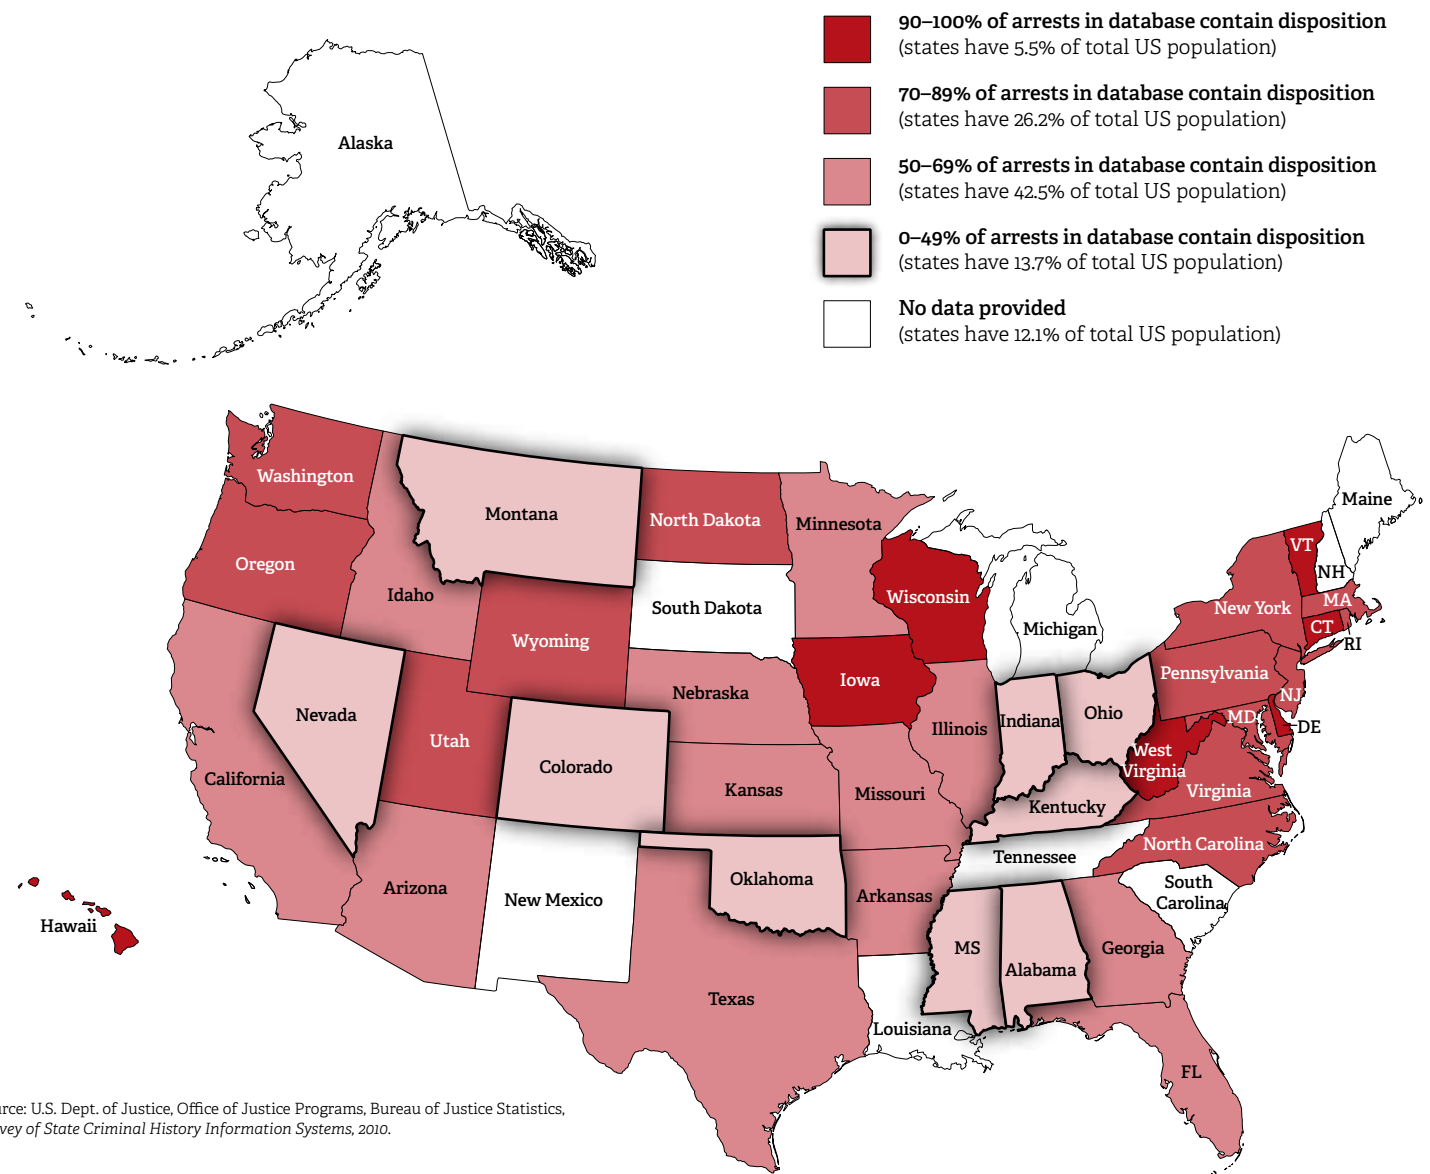 90–100% of arrests in database contain disposition
(states have 5.5% of total US population)
70–89% of arrests in database contain disposition
(states have 26.2% of total US population)
50–69% of arrests in database contain disposition
(states have 42.5% of total US population)
0–49% of arrests in database contain disposition
(states have 13.7% of total US population)
No data provided
(states have 12.1% of total US population)
Alaska
Washington
Montana
North Dakota
Minnesota
Maine
Oregon
Idaho
Wisconsin
VT
NH
South Dakota
Michigan
New York
MA
CT
RI
Wyoming
Iowa
Pennsylvania
NJ
Nebraska
Nevada
Utah
Illinois
Indiana
Ohio
MD
DE
California
Colorado
Kansas
Missouri
West
Virginia
Virginia
Kentucky
North Carolina
Tennessee
Arizona
New Mexico
Oklahoma
Arkansas
South
Carolina
Hawaii
MS
Alabama
Georgia
Texas
Louisiana
FL
rce: U.S. Dept. of Justice, Office of Justice Programs, Bureau of Justice Statistics,
vey of State Criminal History Information Systems, 2010.